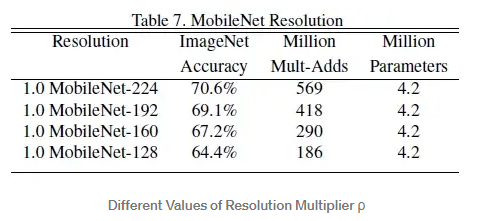 Table 7. MobileNet Resolution
Resolution ImageNet Million Million
Accuracy Mult-Adds Parameters
1.0 MobileNet-224 70.6% 569 4.2
1.0 MobileNet-192 69.1% 418 4.2
1.0 MobileNet-160 67.2% 290 4.2
1.0 MobileNet-128 64.4% 186 4.2
Different Values of Resolution Multiplier ρ